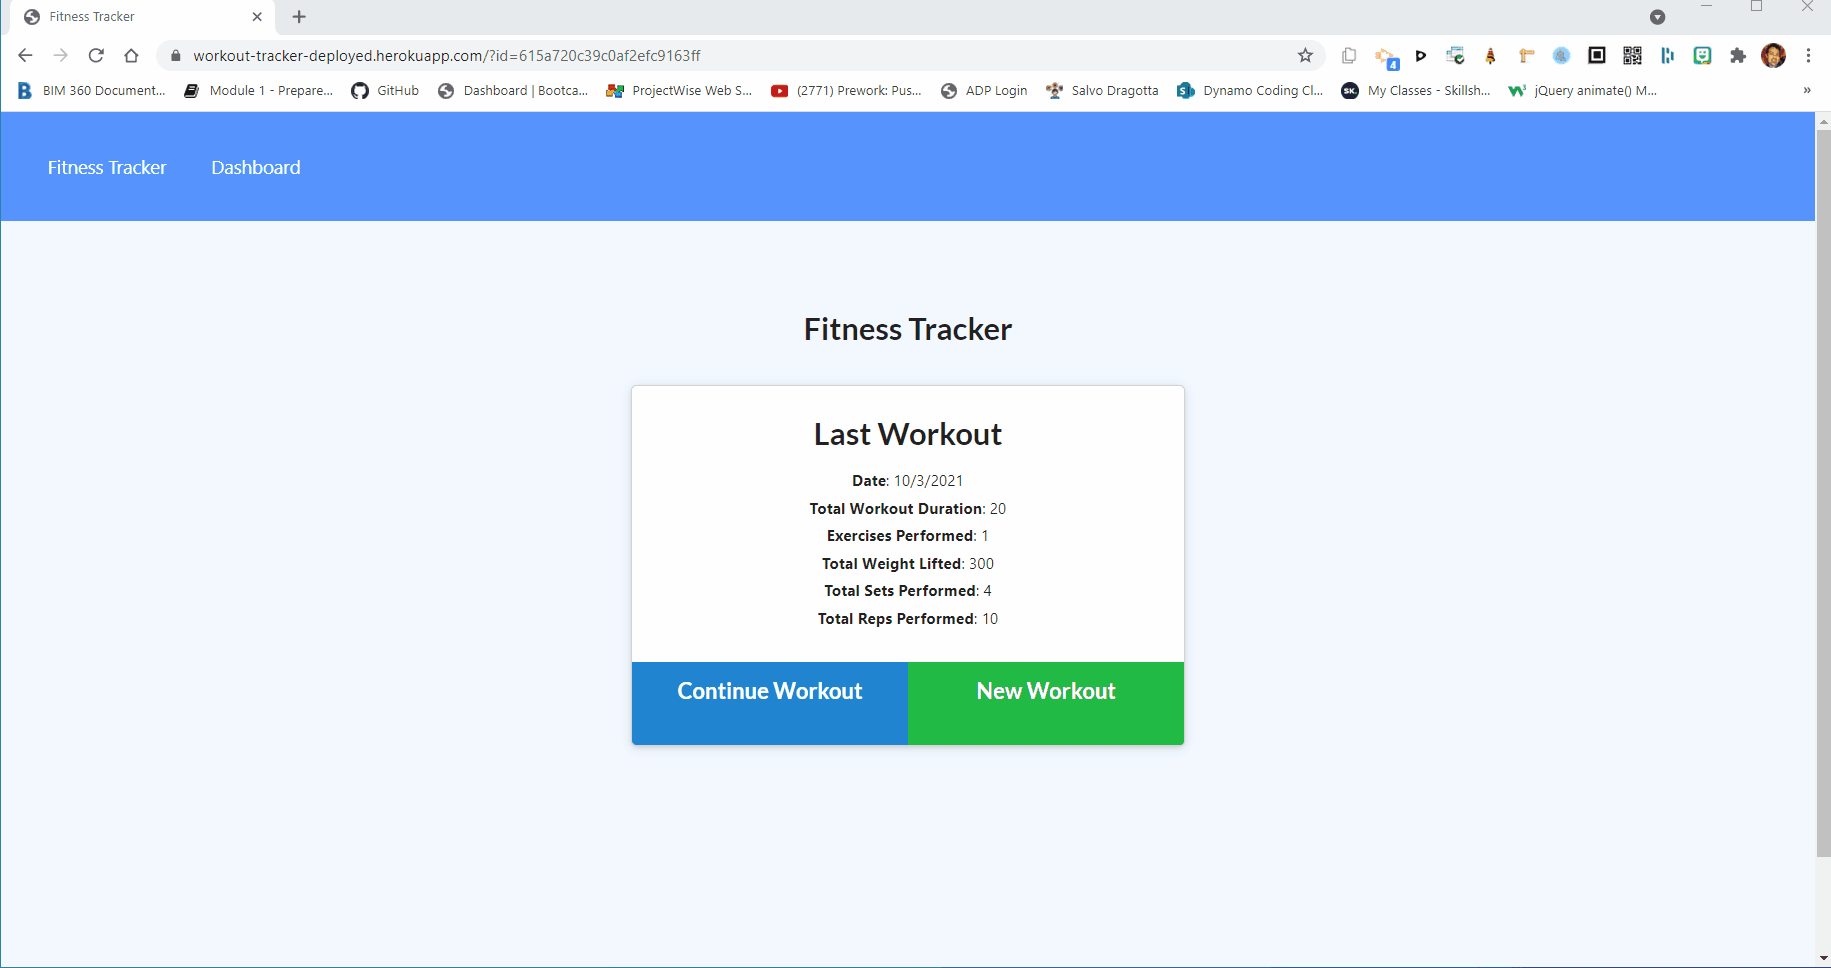 Fitness Tracker
workout-tracker-deployed.herokuapp.com/?id=615a720c39c0af2efc9163ff
4
BIM 360 Document... Module 1 - Prepare... GitHub Dashboard | Bootca... ProjectWise Web S... (2771) Prework: Pus... ADP Login Salvo Dragotta Dynamo Coding Cl... SK. My Classes - Skillsh... jQuery animate() M... »
Fitness Tracker Dashboard
Fitness Tracker
Last Workout
Date: 10/3/2021
Total Workout Duration: 20
Exercises Performed: 1
Total Weight Lifted: 300
Total Sets Performed: 4
Total Reps Performed: 10
Continue Workout New Workout